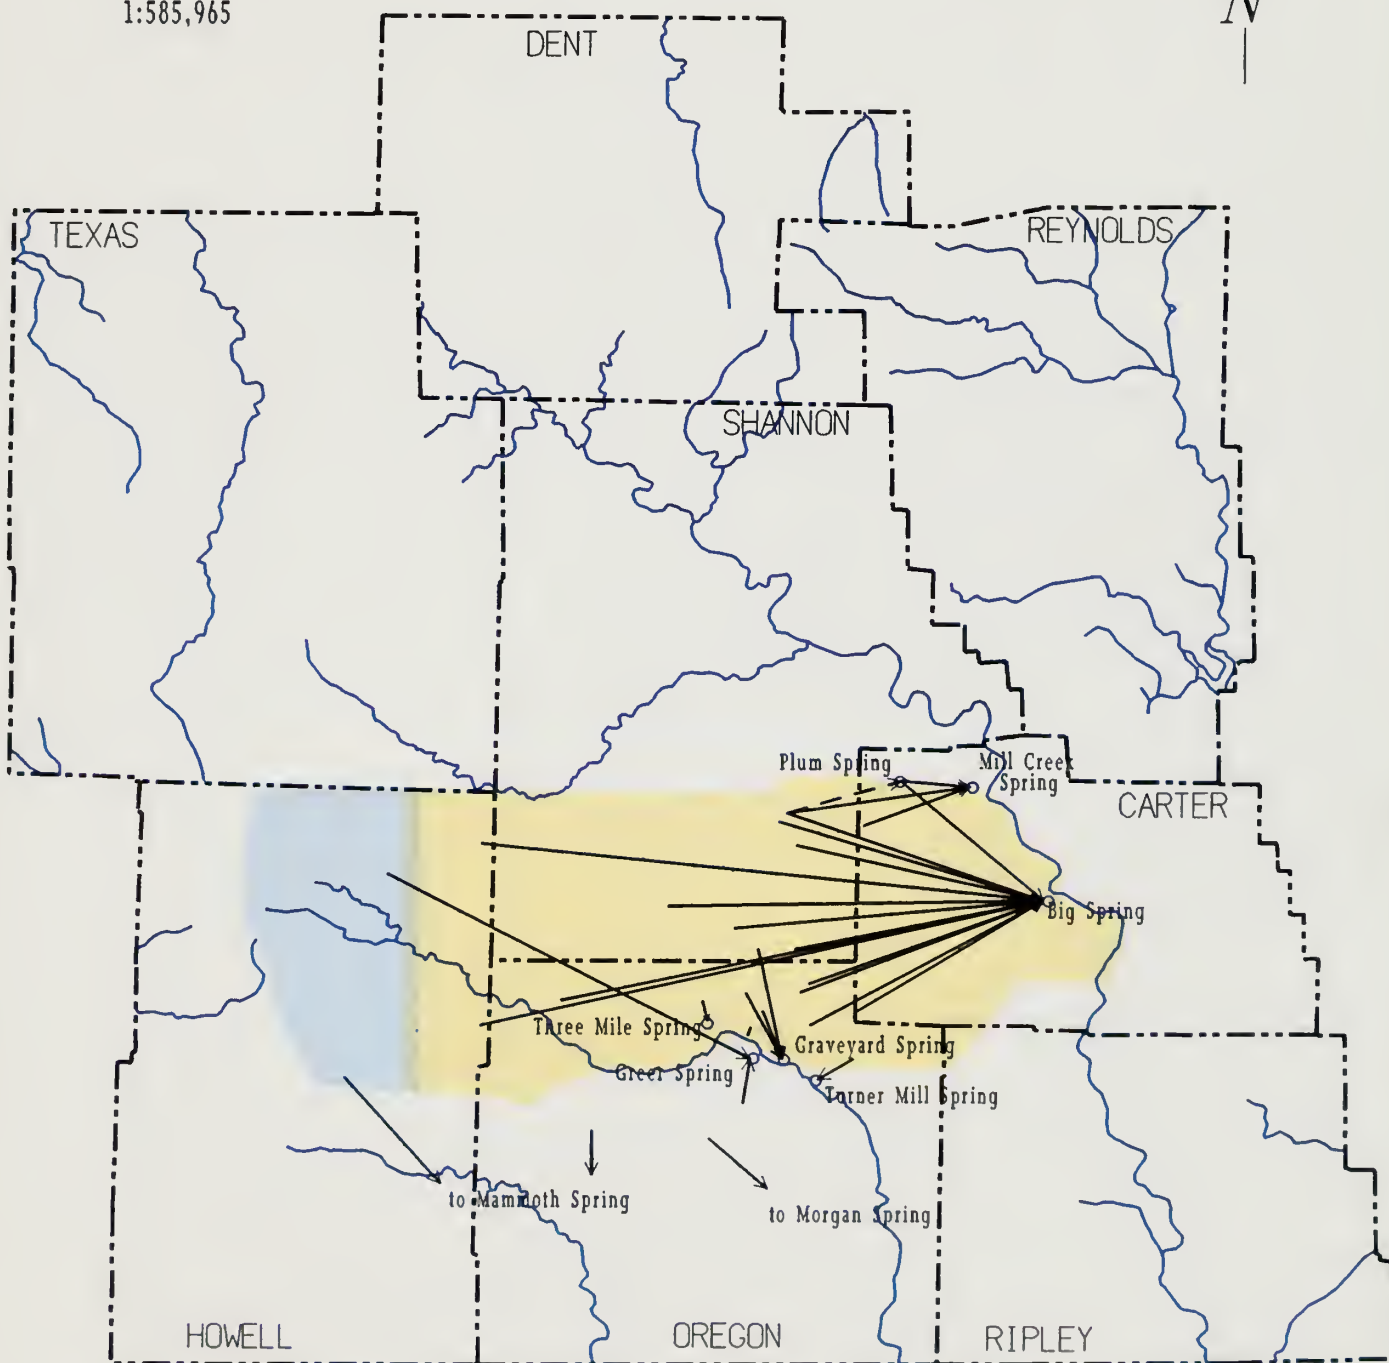 1:585,965
N
DENT
TEXAS
REYNOLDS
SHANNON
Plum Spring
Mill Creek
Spring
CARTER
Big Spring
Three Mile Spring
Graveyard Spring
Greer Spring
Turner Mill Spring
to Mammoth Spring
to Morgan Spring
HOWELL
OREGON
RIPLEY